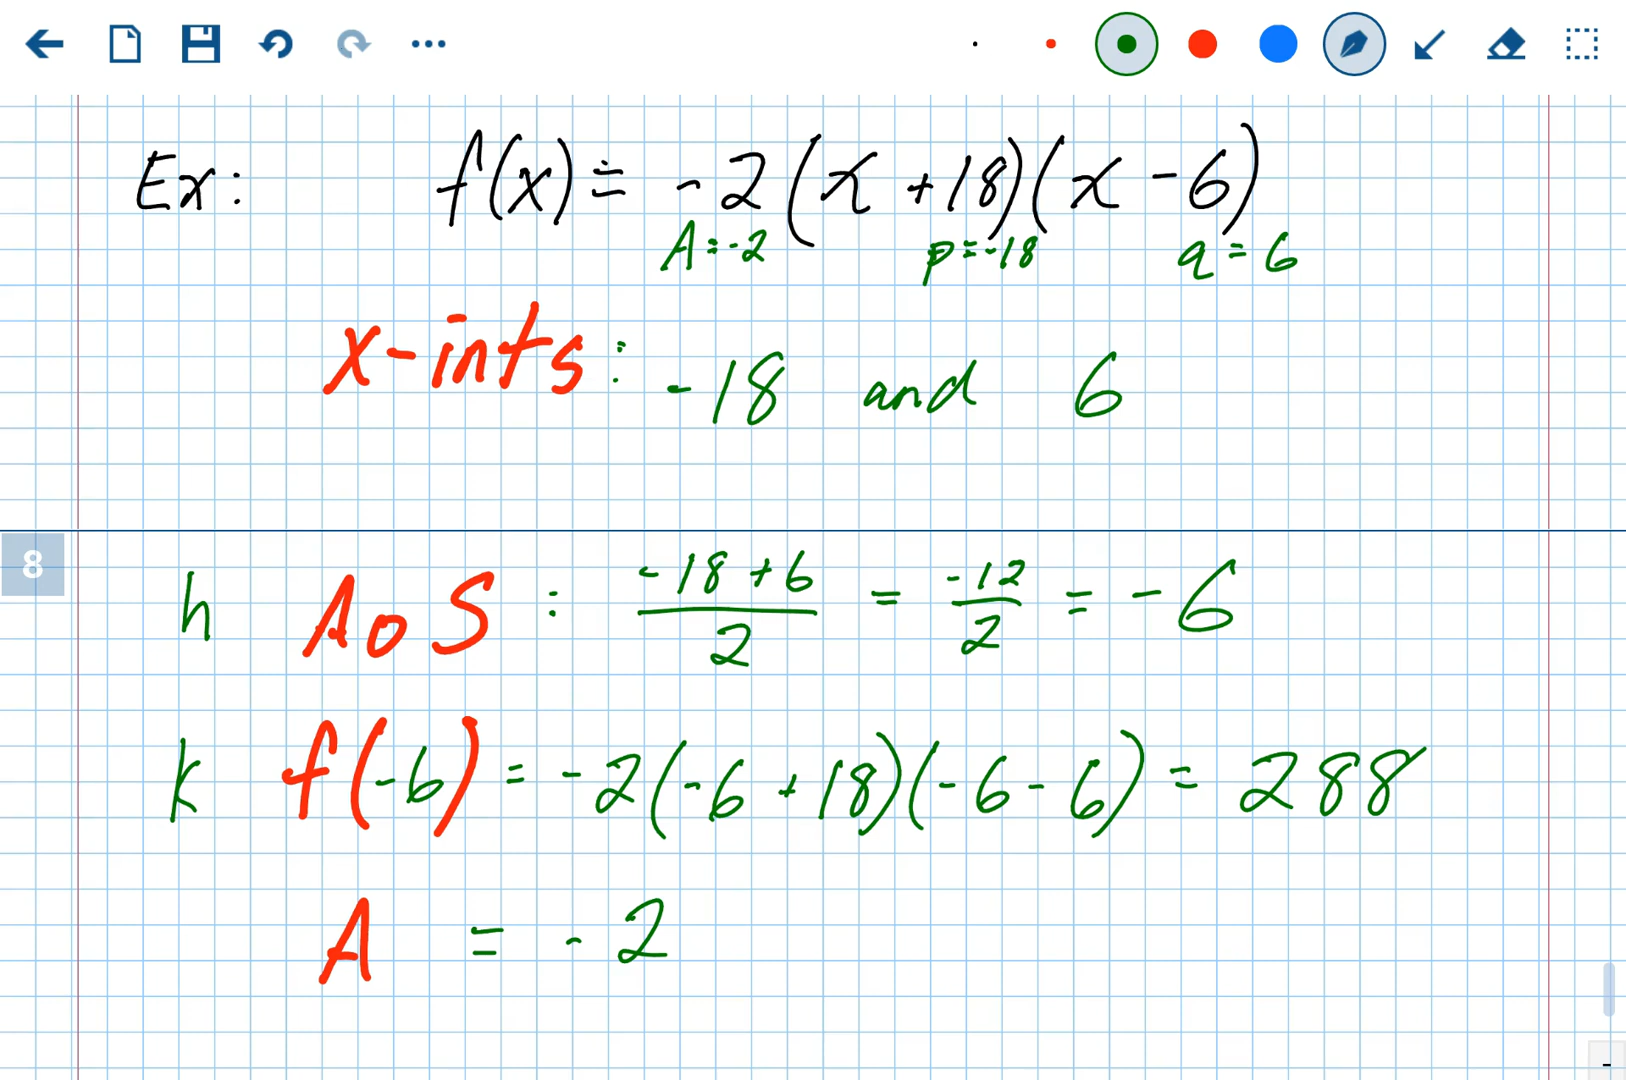 Ex: f(x) = -2(x + 18)(x - 6)
A = -2 p = -18 q = 6
x-ints: -18 and 6
8
h AoS: (-18 + 6)/2 = -12/2 = -6
k f(-6) = -2(-6 + 18)(-6 - 6) = 288
A = -2